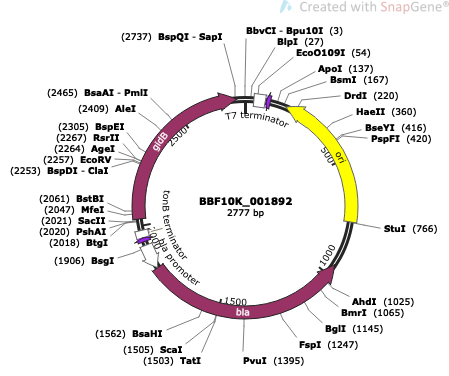 Created with SnapGene®
(2737) BspQI - SapI
BbvCI - Bpu10I (3)
BlpI (27)
EcoO109I (54)
ApoI (137)
BsmI (167)
DrdI (220)
HaeII (360)
BseYI (416)
PspFI (420)
StuI (766)
AhdI (1025)
BmrI (1065)
BglI (1145)
FspI (1247)
PvuI (1395)
(1503) TatI
(1505) ScaI
(1562) BsaHI
(1906) BsgI
(2018) BtgI
(2020) PshAI
(2021) SacII
(2047) MfeI
(2061) BstBI
(2253) BspDI - ClaI
(2257) EcoRV
(2264) AgeI
(2267) RsrII
(2305) BspEI
(2409) AleI
(2465) BsaAI - PmlI
T7 terminator
ori
500
1000
1500
bla
bla promoter
tonB terminator
gldB
2500
BBF10K_001892
2777 bp